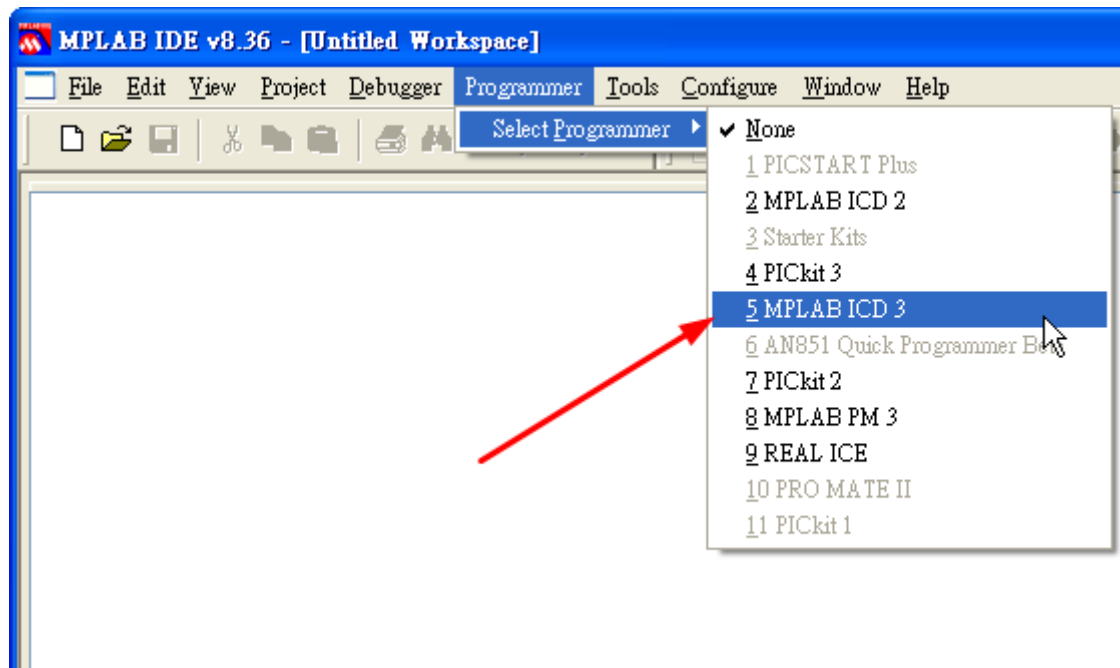 MPLAB IDE v8.36 - [Untitled Workspace]
File Edit View Project Debugger Programmer Tools Configure Window Help
Select Programmer
None
1 PICSTART Plus
2 MPLAB ICD 2
3 Starter Kits
4 PICkit 3
5 MPLAB ICD 3
6 AN851 Quick Programmer
7 PICkit 2
8 MPLAB PM 3
9 REAL ICE
10 PRO MATE II
11 PICkit 1